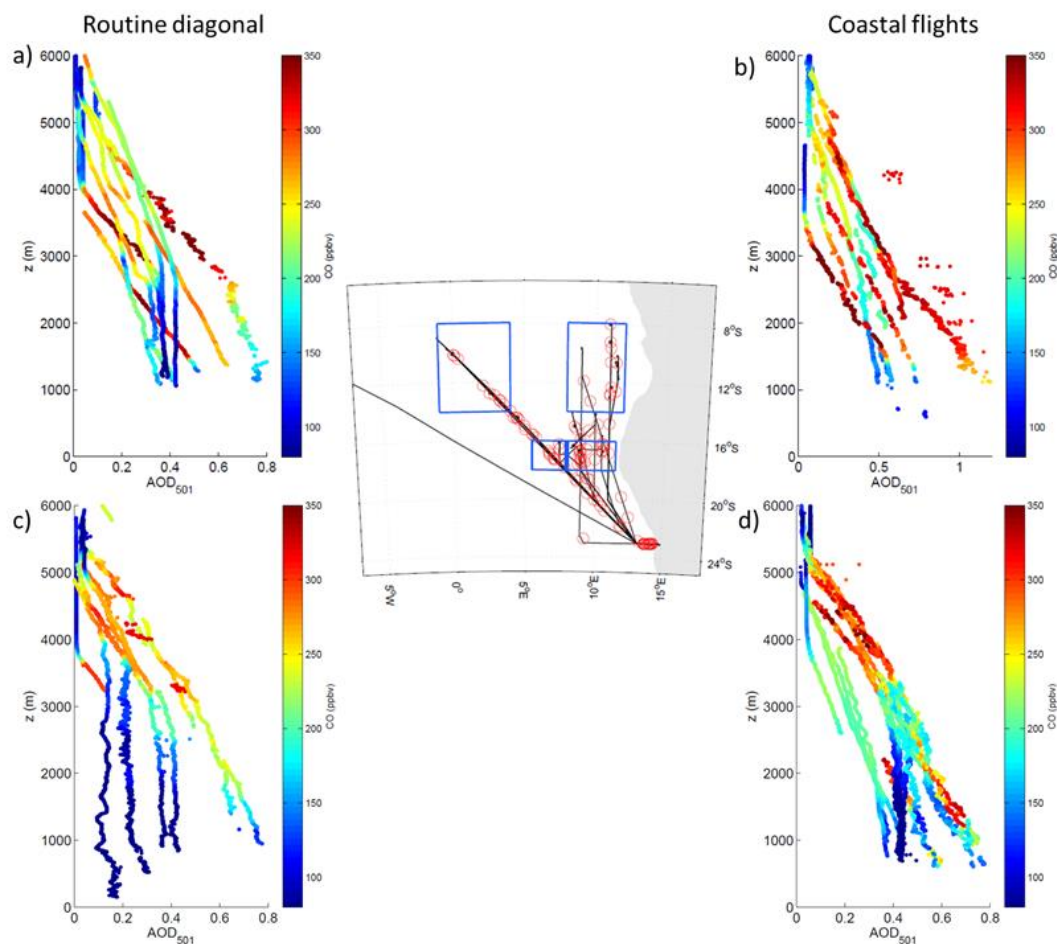 Routine diagonal
Coastal flights
a)
6000
5000
4000
3000
2000
1000
0
z (m)
0
0.2
0.4
0.6
0.8
AOD501
350
300
250
200
150
100
CO (ppbv)
b)
6000
5000
4000
3000
2000
1000
0
z (m)
0
0.5
1
AOD501
350
300
250
200
150
100
CO (ppbv)
8°S
12°S
16°S
20°S
24°S
5°W
0°
5°E
10°E
15°E
c)
6000
5000
4000
3000
2000
1000
0
z (m)
0
0.2
0.4
0.6
0.8
AOD501
350
300
250
200
150
100
CO (ppbv)
d)
6000
5000
4000
3000
2000
1000
0
z (m)
0
0.2
0.4
0.6
0.8
AOD501
350
300
250
200
150
100
CO (ppbv)